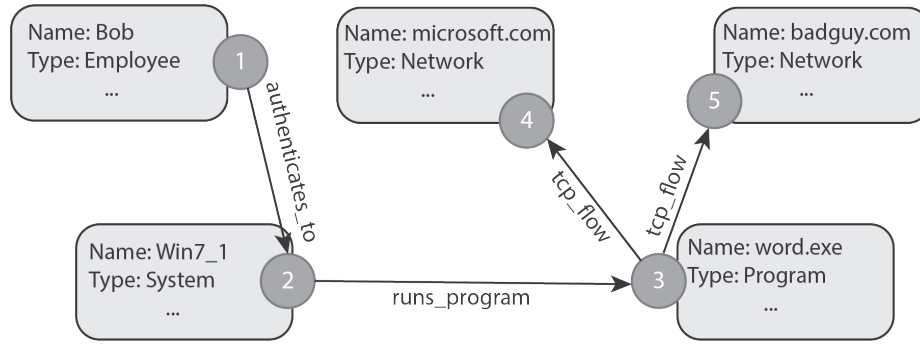 Name: Bob
Type: Employee
...
1
Name: microsoft.com
Type: Network
...
4
Name: badguy.com
Type: Network
...
5
authenticates_to
tcp_flow
tcp_flow
Name: Win7_1
Type: System
...
2
runs_program
3
Name: word.exe
Type: Program
...